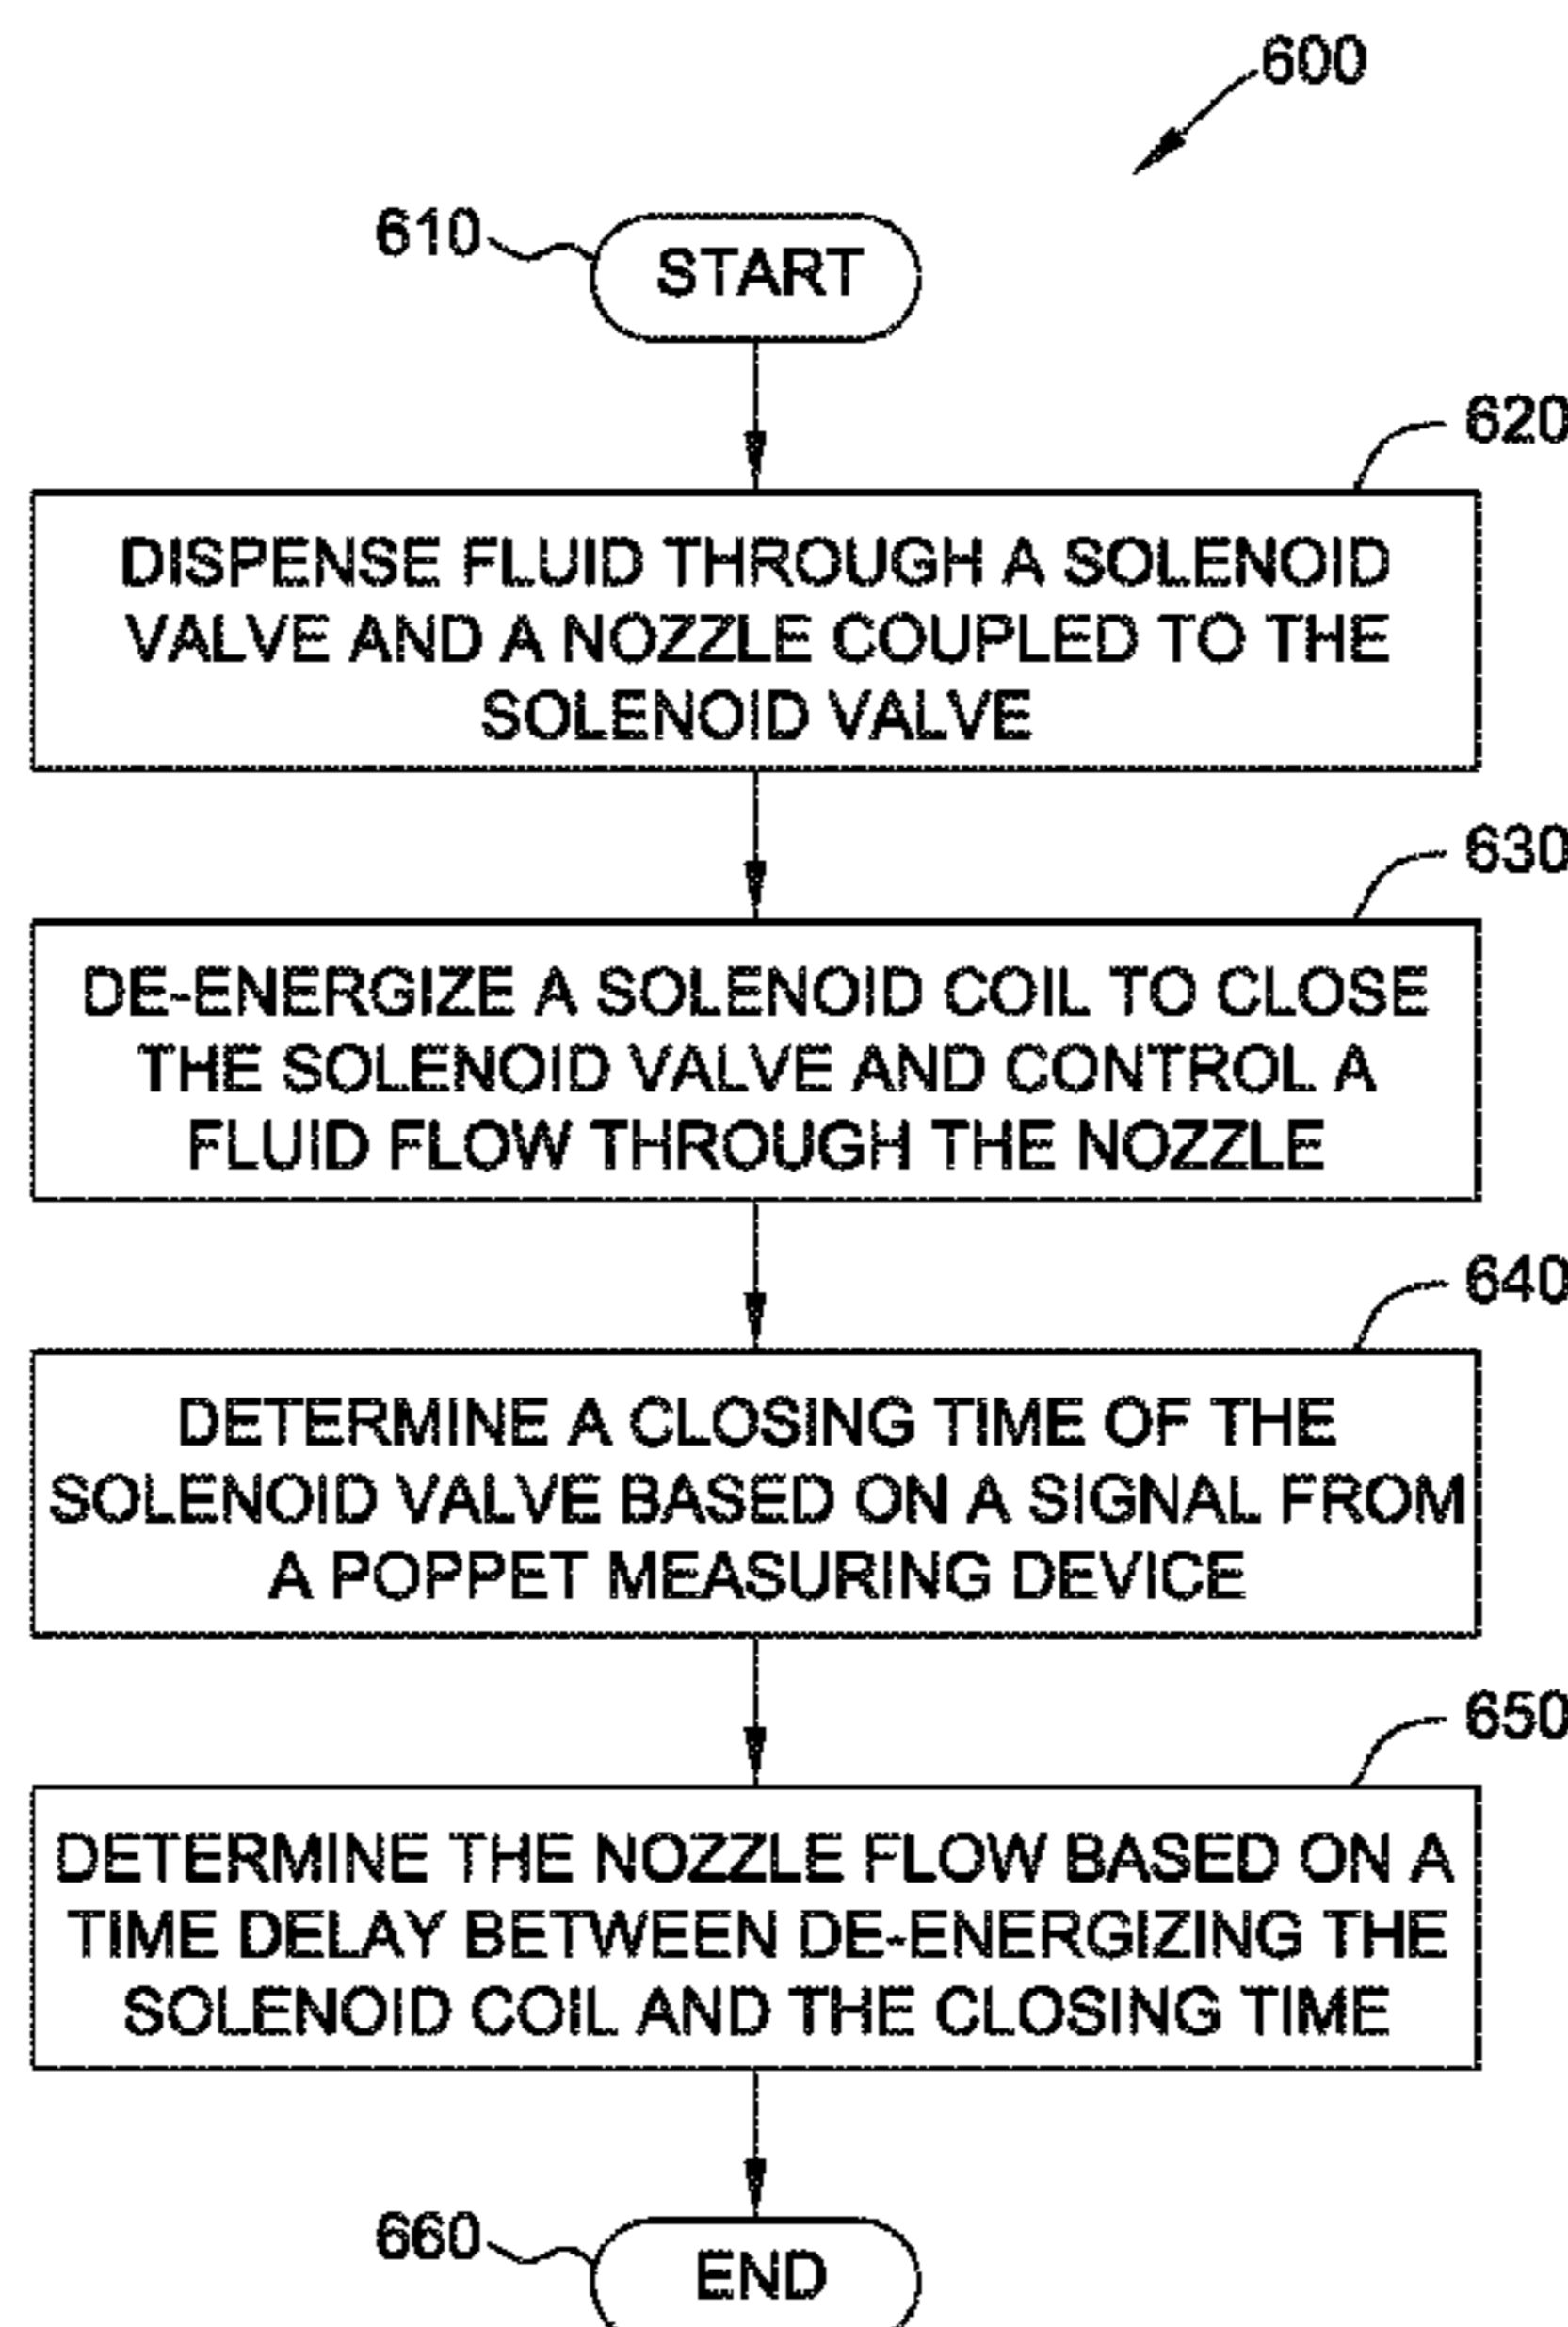 600
610
START
620
DISPENSE FLUID THROUGH A SOLENOID
VALVE AND A NOZZLE COUPLED TO THE
SOLENOID VALVE
630
DE-ENERGIZE A SOLENOID COIL TO CLOSE
THE SOLENOID VALVE AND CONTROL A
FLUID FLOW THROUGH THE NOZZLE
640
DETERMINE A CLOSING TIME OF THE
SOLENOID VALVE BASED ON A SIGNAL FROM
A POPPET MEASURING DEVICE
650
DETERMINE THE NOZZLE FLOW BASED ON A
TIME DELAY BETWEEN DE-ENERGIZING THE
SOLENOID COIL AND THE CLOSING TIME
660
END